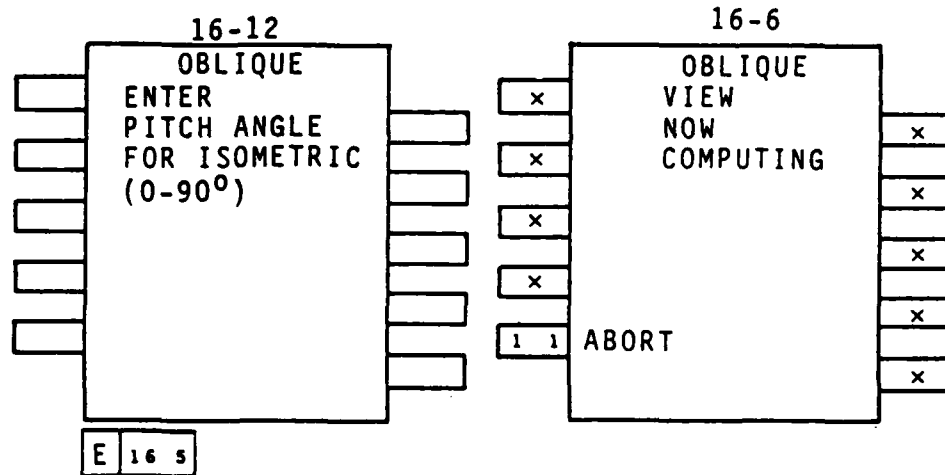 16-12
OBLIQUE
ENTER
PITCH ANGLE
FOR ISOMETRIC
(0-90⁰)
E 16 5
16-6
OBLIQUE
× VIEW
NOW ×
× COMPUTING
×
×
×
×
×
1 1 ABORT
×